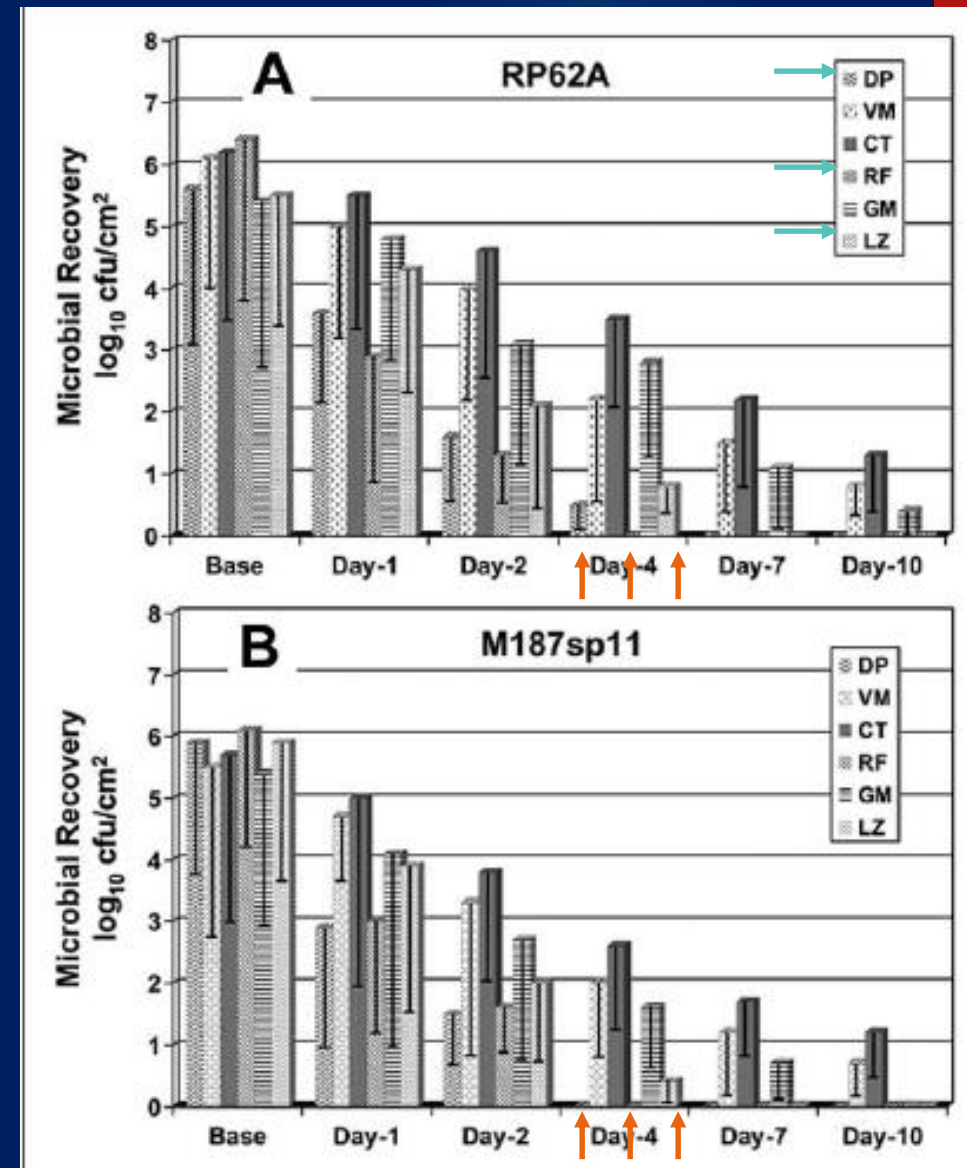 A
RP62A
Microbial Recovery
log₁₀ cfu/cm²
8
7
6
5
4
3
2
1
0
DP
VM
CT
RF
GM
LZ
Base Day-1 Day-2 Day-4 Day-7 Day-10
B
M187sp11
Microbial Recovery
log₁₀ cfu/cm²
8
7
6
5
4
3
2
1
0
DP
VM
CT
RF
GM
LZ
Base Day-1 Day-2 Day-4 Day-7 Day-10